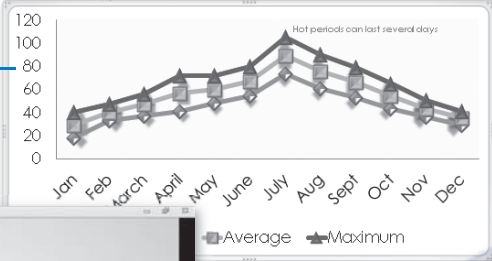 120
Hot periods can last several days
100
80
60
40
20
0
Jan Feb March April May June July Aug Sept Oct Nov Dec
Average Maximum